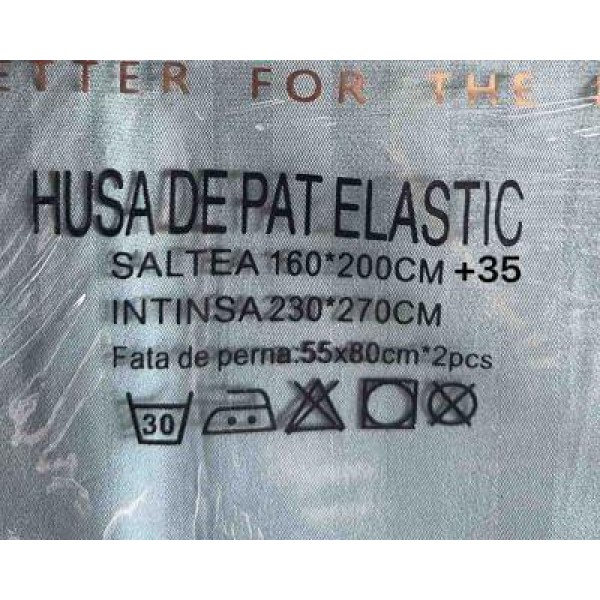 ETTER FOR THE
HUSA DE PAT ELASTIC
SALTEA 160*200CM +35
INTINSA 230*270CM
Fata de perna:55x80cm*2pcs
30